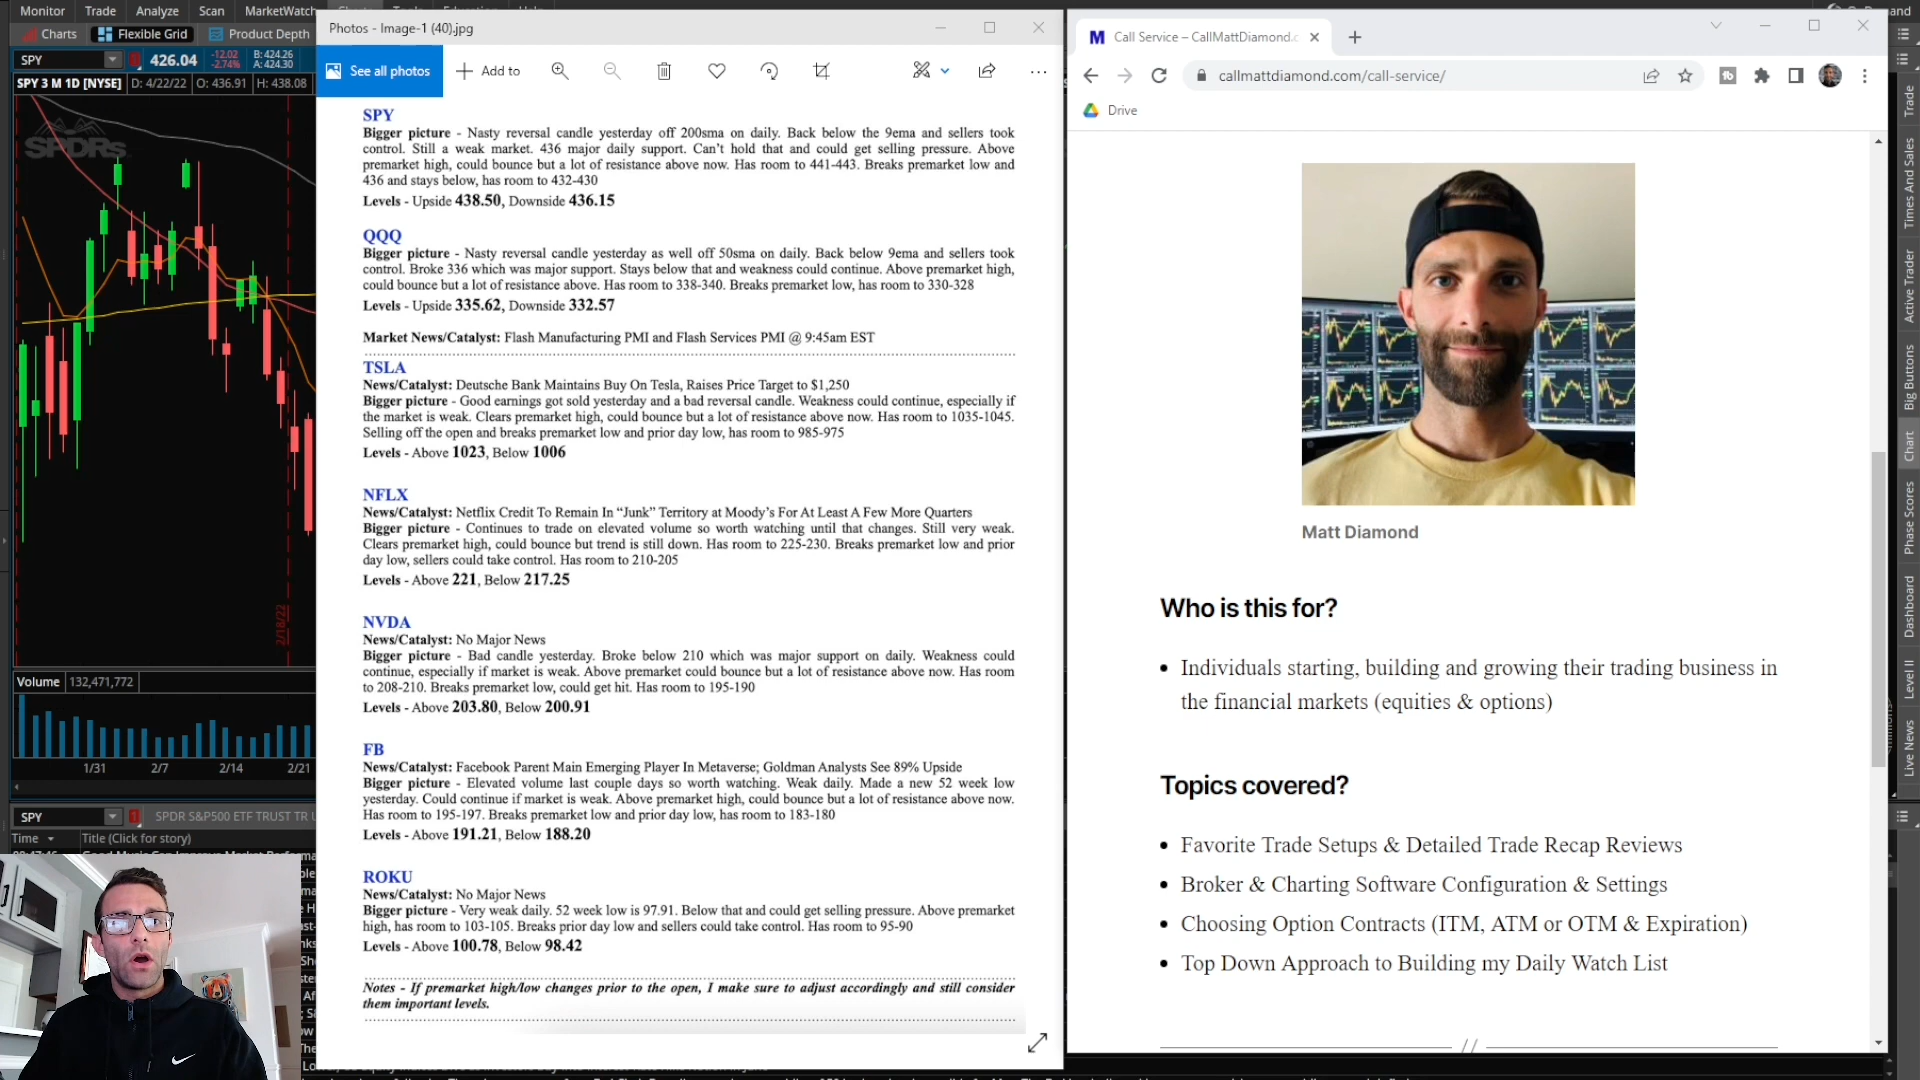 Monitor Trade Analyze Scan MarketWatch
Charts Flexible Grid Product Depth
SPY 426.04 -12.02 -2.74% B: 424.26 A: 424.30
SPY 3 M 1D [NYSE] D: 4/22/22 O: 436.91 H: 438.08
SPDRs
2/18/22
Volume 132,471,772
1/31 2/7 2/14 2/21
SPY 1 SPDR S&P500 ETF TRUST TR U
Time Title (Click for story)
Photos - Image-1 (40).jpg
See all photos Add to
SPY
Bigger picture - Nasty reversal candle yesterday off 200sma on daily. Back below the 9ema and sellers took
control. Still a weak market. 436 major daily support. Can't hold that and could get selling pressure. Above
premarket high, could bounce but a lot of resistance above now. Has room to 441-443. Breaks premarket low and
436 and stays below, has room to 432-430
Levels - Upside 438.50, Downside 436.15
QQQ
Bigger picture - Nasty reversal candle yesterday as well off 50sma on daily. Back below 9ema and sellers took
control. Broke 336 which was major support. Stays below that and weakness could continue. Above premarket high,
could bounce but a lot of resistance above. Has room to 338-340. Breaks premarket low, has room to 330-328
Levels - Upside 335.62, Downside 332.57
Market News/Catalyst: Flash Manufacturing PMI and Flash Services PMI @ 9:45am EST
TSLA
News/Catalyst: Deutsche Bank Maintains Buy On Tesla, Raises Price Target to $1,250
Bigger picture - Good earnings got sold yesterday and a bad reversal candle. Weakness could continue, especially if
the market is weak. Clears premarket high, could bounce but a lot of resistance above now. Has room to 1035-1045.
Selling off the open and breaks premarket low and prior day low, has room to 985-975
Levels - Above 1023, Below 1006
NFLX
News/Catalyst: Netflix Credit To Remain In “Junk” Territory at Moody's For At Least A Few More Quarters
Bigger picture - Continues to trade on elevated volume so worth watching until that changes. Still very weak.
Clears premarket high, could bounce but trend is still down. Has room to 225-230. Breaks premarket low and prior
day low, sellers could take control. Has room to 210-205
Levels - Above 221, Below 217.25
NVDA
News/Catalyst: No Major News
Bigger picture - Bad candle yesterday. Broke below 210 which was major support on daily. Weakness could
continue, especially if market is weak. Above premarket could bounce but a lot of resistance above now. Has room
to 208-210. Breaks premarket low, could get hit. Has room to 195-190
Levels - Above 203.80, Below 200.91
FB
News/Catalyst: Facebook Parent Main Emerging Player In Metaverse; Goldman Analysts See 89% Upside
Bigger picture - Elevated volume last couple days so worth watching. Weak daily. Made a new 52 week low
yesterday. Could continue if market is weak. Above premarket high, could bounce but a lot of resistance above now.
Has room to 195-197. Breaks premarket low and prior day low, has room to 183-180
Levels - Above 191.21, Below 188.20
ROKU
News/Catalyst: No Major News
Bigger picture - Very weak daily. 52 week low is 97.91. Below that and could get selling pressure. Above premarket
high, has room to 103-105. Breaks prior day low and sellers could take control. Has room to 95-90
Levels - Above 100.78, Below 98.42
Notes - If premarket high/low changes prior to the open, I make sure to adjust accordingly and still consider
them important levels.
M Call Service – CallMattDiamond.c
callmattdiamond.com/call-service/
Drive
Matt Diamond
Who is this for?
Individuals starting, building and growing their trading business in
the financial markets (equities & options)
Topics covered?
Favorite Trade Setups & Detailed Trade Recap Reviews
Broker & Charting Software Configuration & Settings
Choosing Option Contracts (ITM, ATM or OTM & Expiration)
Top Down Approach to Building my Daily Watch List
//
Trade
Times And Sales
Active Trader
Big Buttons
Chart
Phase Scores
Dashboard
Level II
Live News